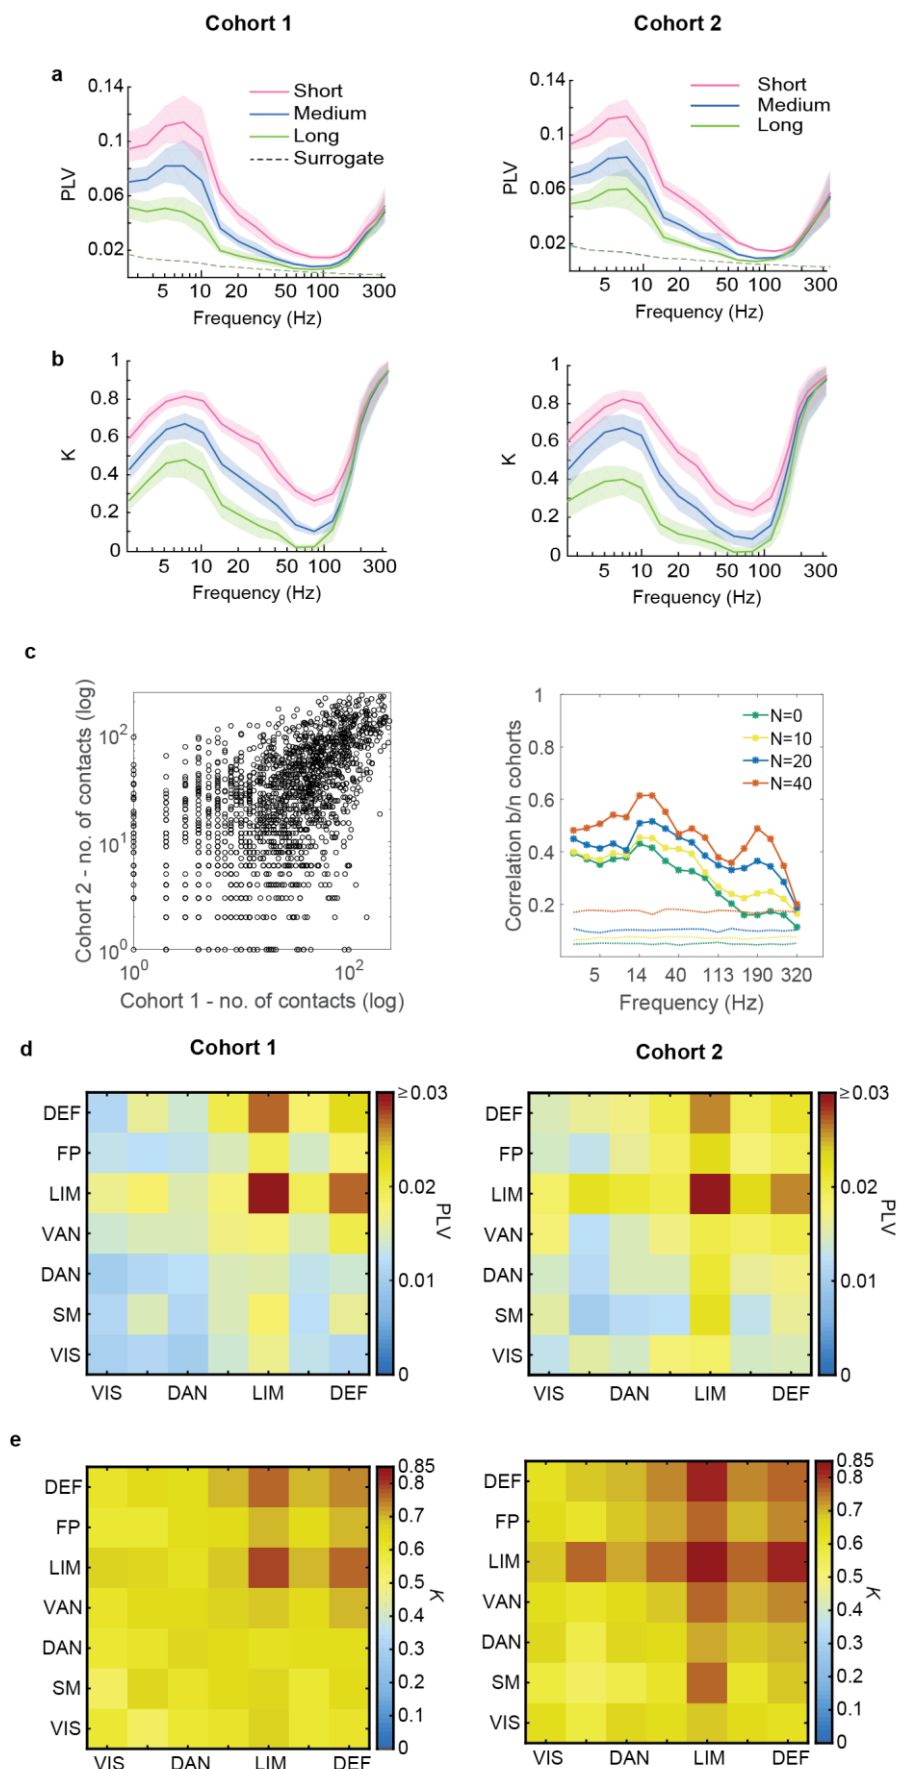 Cohort 1
Cohort 2
a
0.14
0.1
0.06
0.02
PLV
Short
Medium
Long
Surrogate
5 10 20 100 300
Frequency (Hz)
0.14
0.1
0.06
0.02
PLV
Short
Medium
Long
5 10 20 100 300
Frequency (Hz)
b
1
0.8
0.6
0.4
0.2
0
K
5 10 20 100 300
Frequency (Hz)
1
0.8
0.6
0.4
0.2
0
K
5 10 20 100 300
Frequency (Hz)
c
Cohort 2 - no. of contacts (log)
10²
10¹
10⁰
10⁰ 10²
Cohort 1 - no. of contacts (log)
Correlation b/n cohorts
1
0.8
0.6
0.4
0.2
N=0
N=10
N=20
N=40
5 14 40 113 190 320
Frequency (Hz)
d
Cohort 1
Cohort 2
DEF
FP
LIM
VAN
DAN
SM
VIS
VIS DAN LIM DEF
≥0.03
0.02
0.01
0
PLV
DEF
FP
LIM
VAN
DAN
SM
VIS
VIS DAN LIM DEF
≥0.03
0.02
0.01
0
PLV
e
DEF
FP
LIM
VAN
DAN
SM
VIS
VIS DAN LIM DEF
0.85
0.8
0.7
0.6
0.5
0.4
0.3
0.2
0.1
0
K
DEF
FP
LIM
VAN
DAN
SM
VIS
VIS DAN LIM DEF
0.85
0.8
0.7
0.6
0.5
0.4
0.3
0.2
0.1
0
K